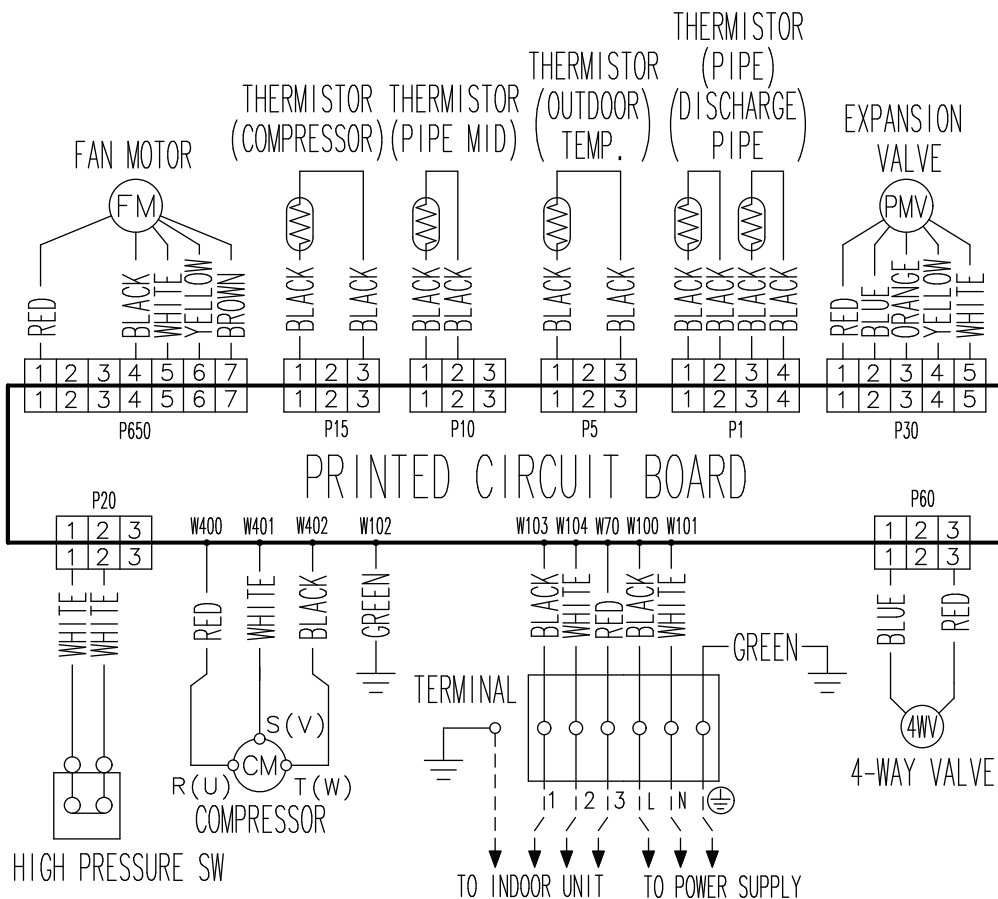 THERMISTOR
(PIPE)
(DISCHARGE)
PIPE
THERMISTOR
(OUTDOOR)
TEMP.
THERMISTOR
(COMPRESSOR)
THERMISTOR
(PIPE MID)
EXPANSION
VALVE
FAN MOTOR
FM
PMV
RED BLACK WHITE YELLOW BROWN
BLACK BLACK
BLACK BLACK
BLACK BLACK
BLACK BLACK BLACK BLACK
RED BLUE ORANGE YELLOW WHITE
1 2 3 4 5 6 7
1 2 3
1 2 3
1 2 3
1 2 3 4
1 2 3 4 5
1 2 3 4 5 6 7
1 2 3
1 2 3
1 2 3
1 2 3 4
1 2 3 4 5
P650
P15
P10
P5
P1
P30
PRINTED CIRCUIT BOARD
P20
1 2 3
1 2 3
W400
W401
W402
W102
W103
W104
W70
W100
W101
P60
1 2 3
1 2 3
WHITE WHITE
RED
WHITE
BLACK
GREEN
BLACK WHITE RED BLACK WHITE
GREEN
BLUE
RED
TERMINAL
S(V)
CM
R(U)
T(W)
COMPRESSOR
4WV
4-WAY VALVE
1 2 3 L N
HIGH PRESSURE SW
TO INDOOR UNIT
TO POWER SUPPLY